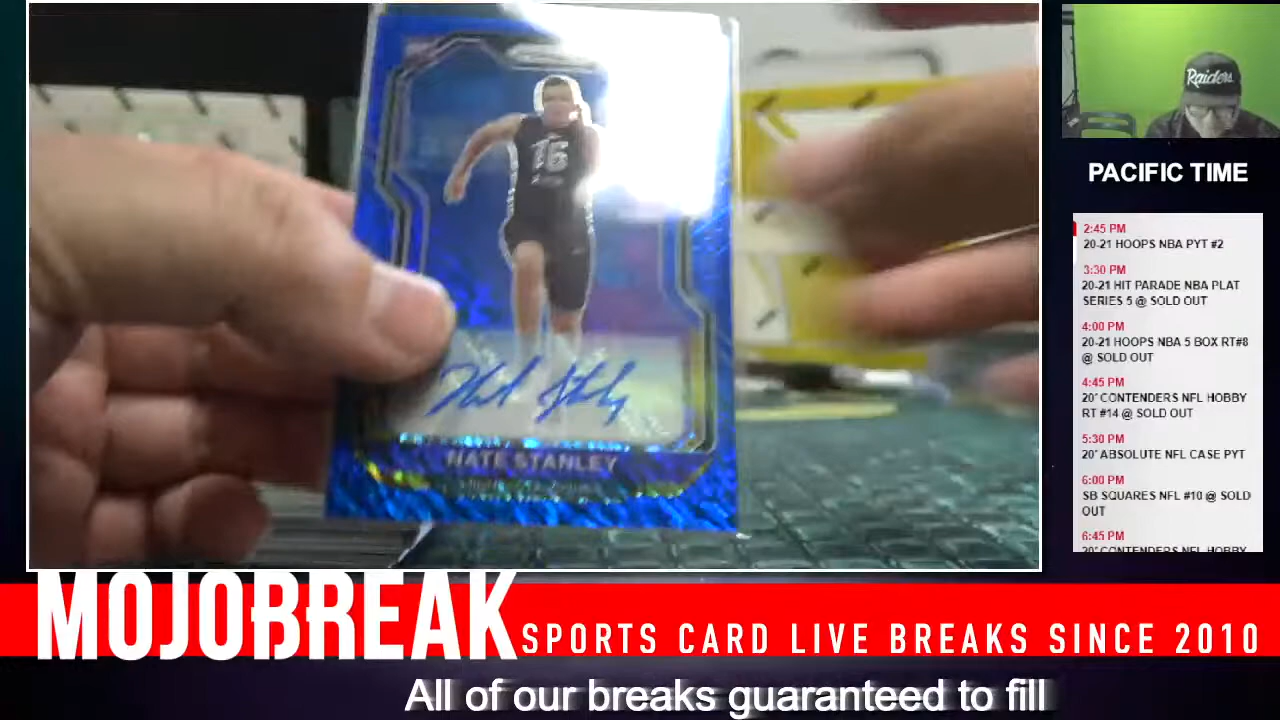 16
NATE STANLEY
Raiders
PACIFIC TIME
2:45 PM
20-21 HOOPS NBA PYT #2
3:30 PM
20-21 HIT PARADE NBA PLAT
SERIES 5 @ SOLD OUT
4:00 PM
20-21 HOOPS NBA 5 BOX RT#8
@ SOLD OUT
4:45 PM
20' CONTENDERS NFL HOBBY
RT #14 @ SOLD OUT
5:30 PM
20' ABSOLUTE NFL CASE PYT
6:00 PM
SB SQUARES NFL #10 @ SOLD
OUT
6:45 PM
20' CONTENDERS NFL HOBBY
MOJOBREAK
SPORTS CARD LIVE BREAKS SINCE 2010
All of our breaks guaranteed to fill